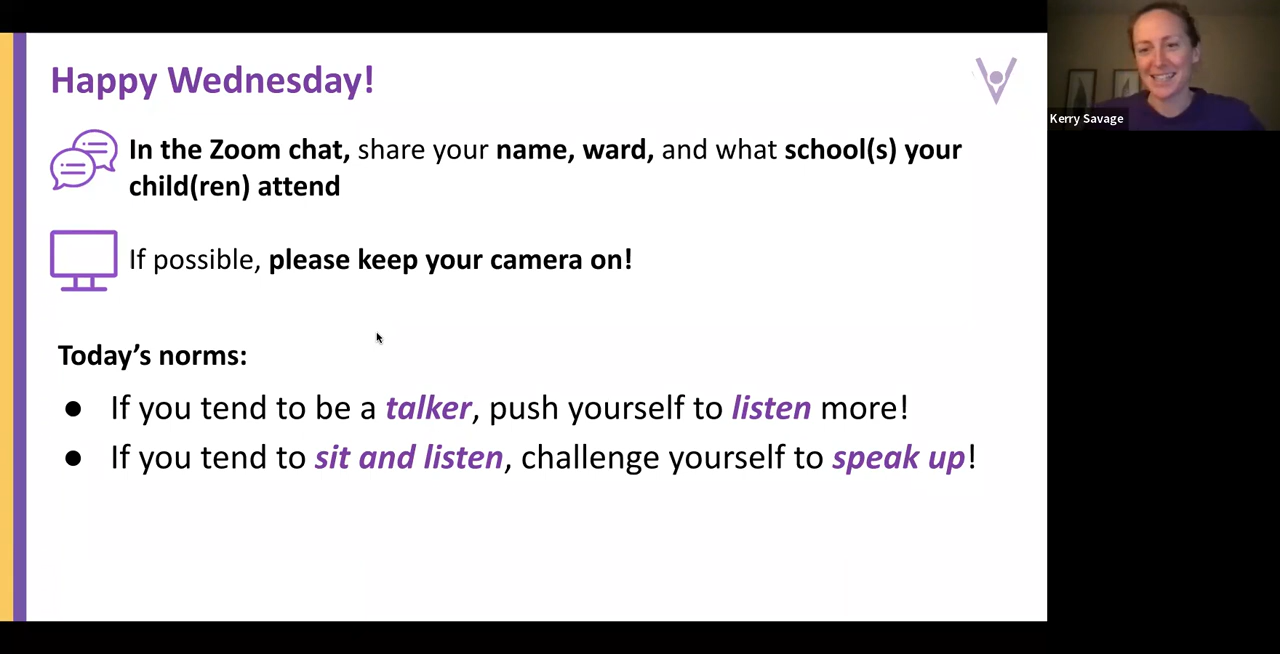 Happy Wednesday!
In the Zoom chat, share your name, ward, and what school(s) your
child(ren) attend
If possible, please keep your camera on!
Today’s norms:
● If you tend to be a talker, push yourself to listen more!
● If you tend to sit and listen, challenge yourself to speak up!
Kerry Savage